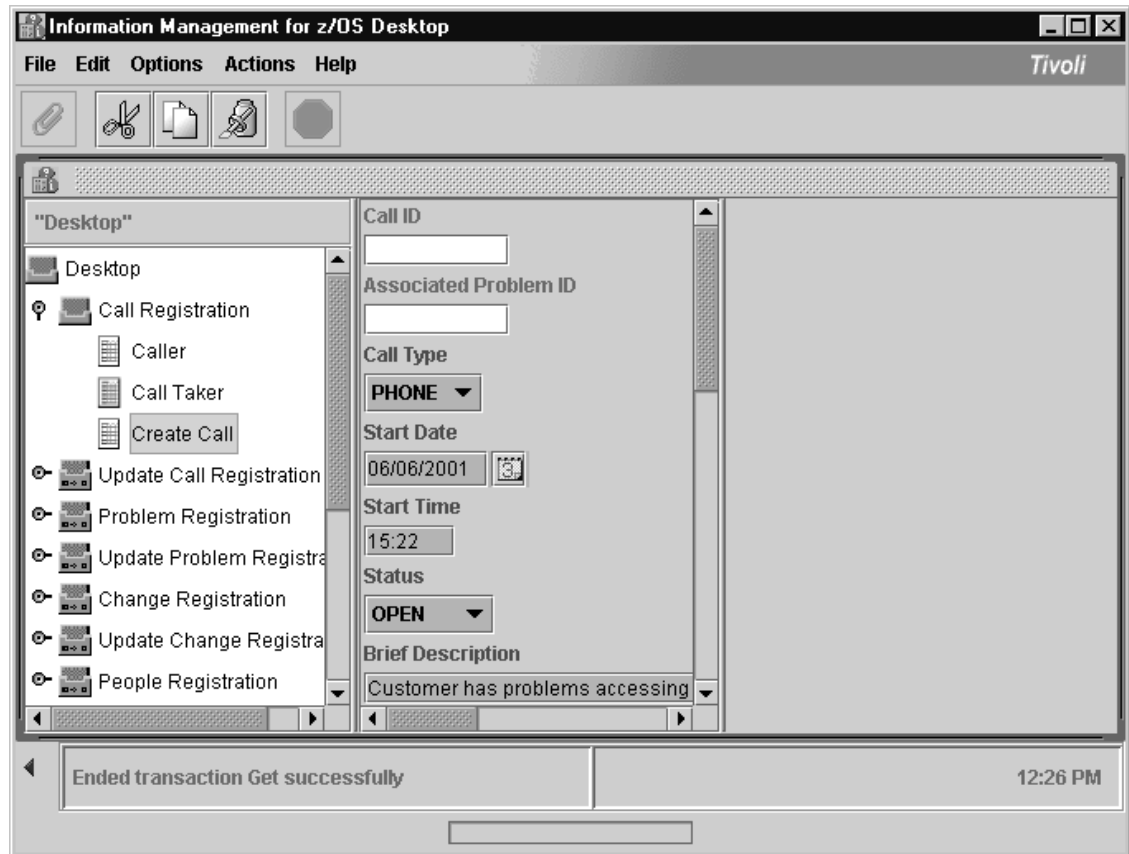 Information Management for z/OS Desktop
File Edit Options Actions Help
Tivoli
"Desktop"
Desktop
Call Registration
Caller
Call Taker
Create Call
Update Call Registration
Problem Registration
Update Problem Registra
Change Registration
Update Change Registra
People Registration
Call ID
Associated Problem ID
Call Type
PHONE
Start Date
06/06/2001
3
Start Time
15:22
Status
OPEN
Brief Description
Customer has problems accessing
Ended transaction Get successfully
12:26 PM